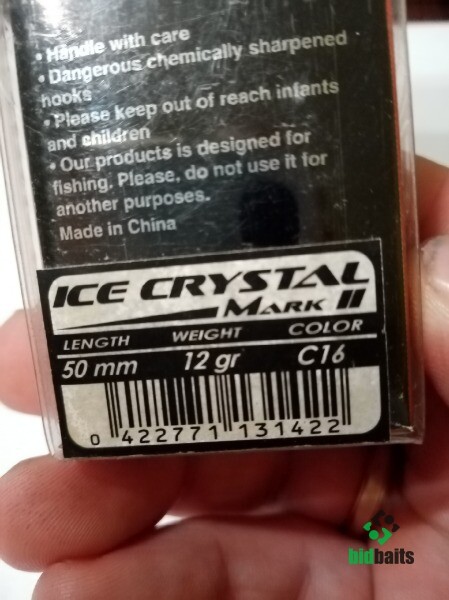 • Handle with care
• Dangerous chemically sharpened
hooks
• Please keep out of reach infants
and children
• Our products is designed for
fishing. Please, do not use it for
another purposes.
Made in China
ICE CRYSTAL
MARK II
LENGTH WEIGHT COLOR
50 mm 12 gr C16
0 422771 131422
bidbaits